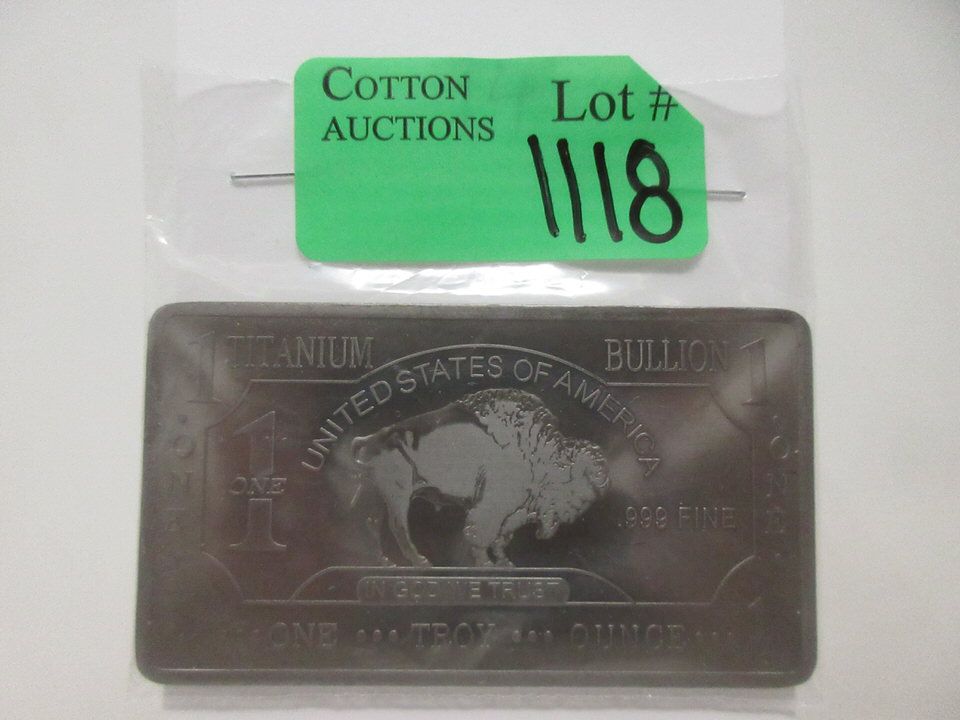 COTTON
AUCTIONS
Lot #
1118
1 TITANIUM BULLION 1
UNITED STATES OF AMERICA
ONE
1
ONE
ONE
.999 FINE
IN GOD WE TRUST
ONE TROY OUNCE